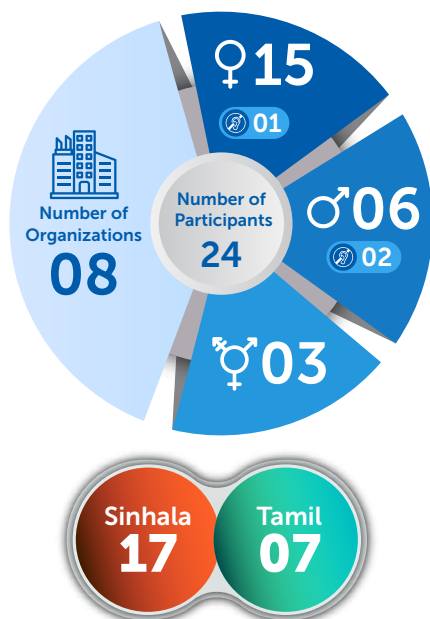 15
01
Number of
Organizations
08
Number of
Participants
24
06
02
03
Sinhala
17
Tamil
07